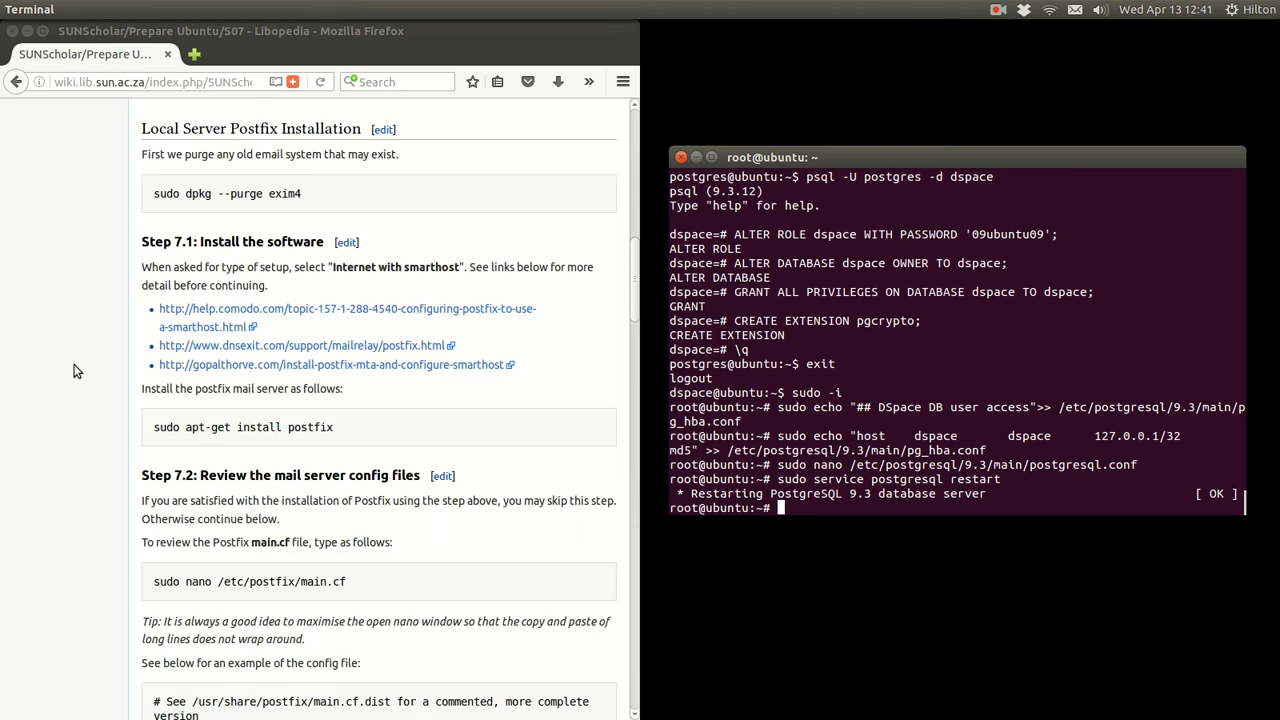 Terminal
Wed Apr 13 12:41
Hilton
SUNScholar/Prepare Ubuntu/S07 - Libopedia - Mozilla Firefox
SUNScholar/Prepare U...
wiki.lib.sun.ac.za/index.php/SUNSch
Search
Local Server Postfix Installation [edit]
First we purge any old email system that may exist.
sudo dpkg --purge exim4
Step 7.1: Install the software [edit]
When asked for type of setup, select "Internet with smarthost". See links below for more
detail before continuing.
http://help.comodo.com/topic-157-1-288-4540-configuring-postfix-to-use-
a-smarthost.html
http://www.dnsexit.com/support/mailrelay/postfix.html
http://gopalthorve.com/install-postfix-mta-and-configure-smarthost
Install the postfix mail server as follows:
sudo apt-get install postfix
Step 7.2: Review the mail server config files [edit]
If you are satisfied with the installation of Postfix using the step above, you may skip this step.
Otherwise continue below.
To review the Postfix main.cf file, type as follows:
sudo nano /etc/postfix/main.cf
Tip: It is always a good idea to maximise the open nano window so that the copy and paste of
long lines does not wrap around.
See below for an example of the config file:
# See /usr/share/postfix/main.cf.dist for a commented, more complete
version
root@ubuntu: ~
postgres@ubuntu:~$ psql -U postgres -d dspace
psql (9.3.12)
Type "help" for help.
dspace=# ALTER ROLE dspace WITH PASSWORD '09ubuntu09';
ALTER ROLE
dspace=# ALTER DATABASE dspace OWNER TO dspace;
ALTER DATABASE
dspace=# GRANT ALL PRIVILEGES ON DATABASE dspace TO dspace;
GRANT
dspace=# CREATE EXTENSION pgcrypto;
CREATE EXTENSION
dspace=# \q
postgres@ubuntu:~$ exit
logout
dspace@ubuntu:~$ sudo -i
root@ubuntu:~# sudo echo "## DSpace DB user access">> /etc/postgresql/9.3/main/p
g_hba.conf
root@ubuntu:~# sudo echo "host    dspace      dspace      127.0.0.1/32
md5" >> /etc/postgresql/9.3/main/pg_hba.conf
root@ubuntu:~# sudo nano /etc/postgresql/9.3/main/postgresql.conf
root@ubuntu:~# sudo service postgresql restart
* Restarting PostgreSQL 9.3 database server [ OK ]
root@ubuntu:~#